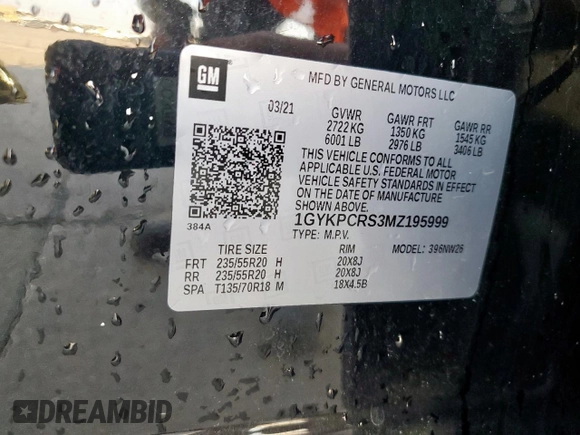 GM
MFD BY GENERAL MOTORS LLC
03/21 GVWR GAWR FRT GAWR RR
2722 KG 1350 KG 1545 KG
6001 LB 2976 LB 3406 LB
THIS VEHICLE CONFORMS TO ALL
APPLICABLE U.S. FEDERAL MOTOR
VEHICLE SAFETY STANDARDS IN EFFECT
ON THE DATE OF MANUFACTURE
SHOWN ABOVE.
384A 1GYKPCRS3MZ195999
TYPE: M.P.V. MODEL: 396NW26
TIRE SIZE RIM
FRT 235/55R20 H 20X8J
RR 235/55R20 H 20X8J
SPA T135/70R18 M 18X4.5B
DREAMBID